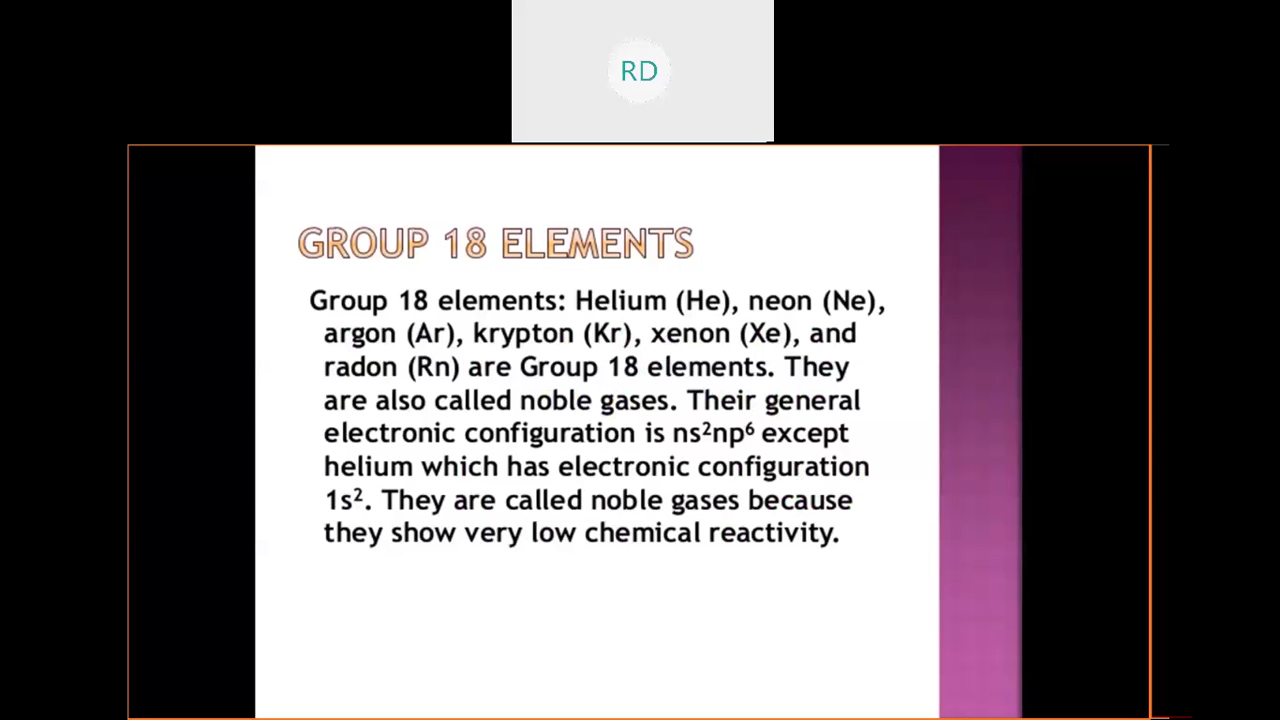 RD
GROUP 18 ELEMENTS
Group 18 elements: Helium (He), neon (Ne),
argon (Ar), krypton (Kr), xenon (Xe), and
radon (Rn) are Group 18 elements. They
are also called noble gases. Their general
electronic configuration is ns²np⁶ except
helium which has electronic configuration
1s². They are called noble gases because
they show very low chemical reactivity.